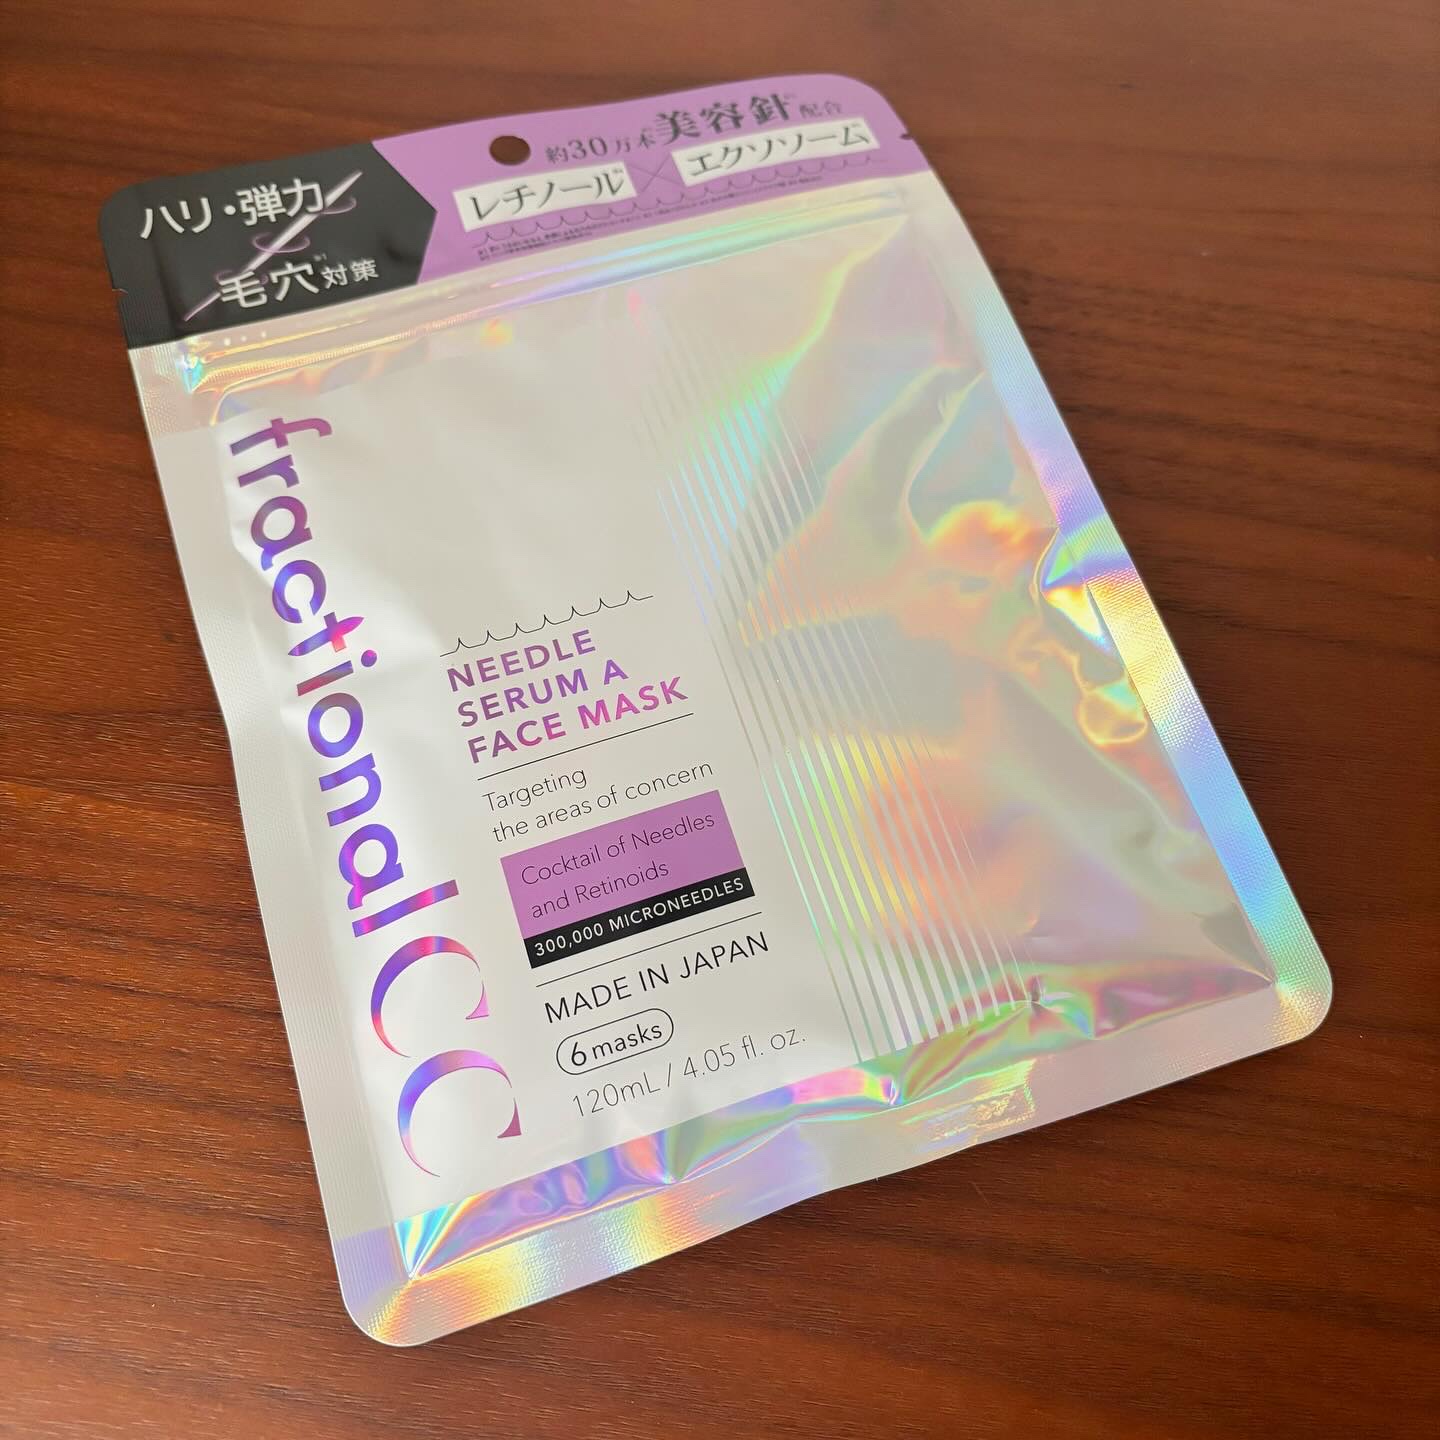 ハリ・弾力
毛穴※1対策
約30万本美容針配合
レチノール×エクソソーム
fractional CC
NEEDLE
SERUM A
FACE MASK
Targeting
the areas of concern
Cocktail of Needles
and Retinoids
300,000 MICRONEEDLES
MADE IN JAPAN
6 masks
120mL / 4.05 fl. oz.